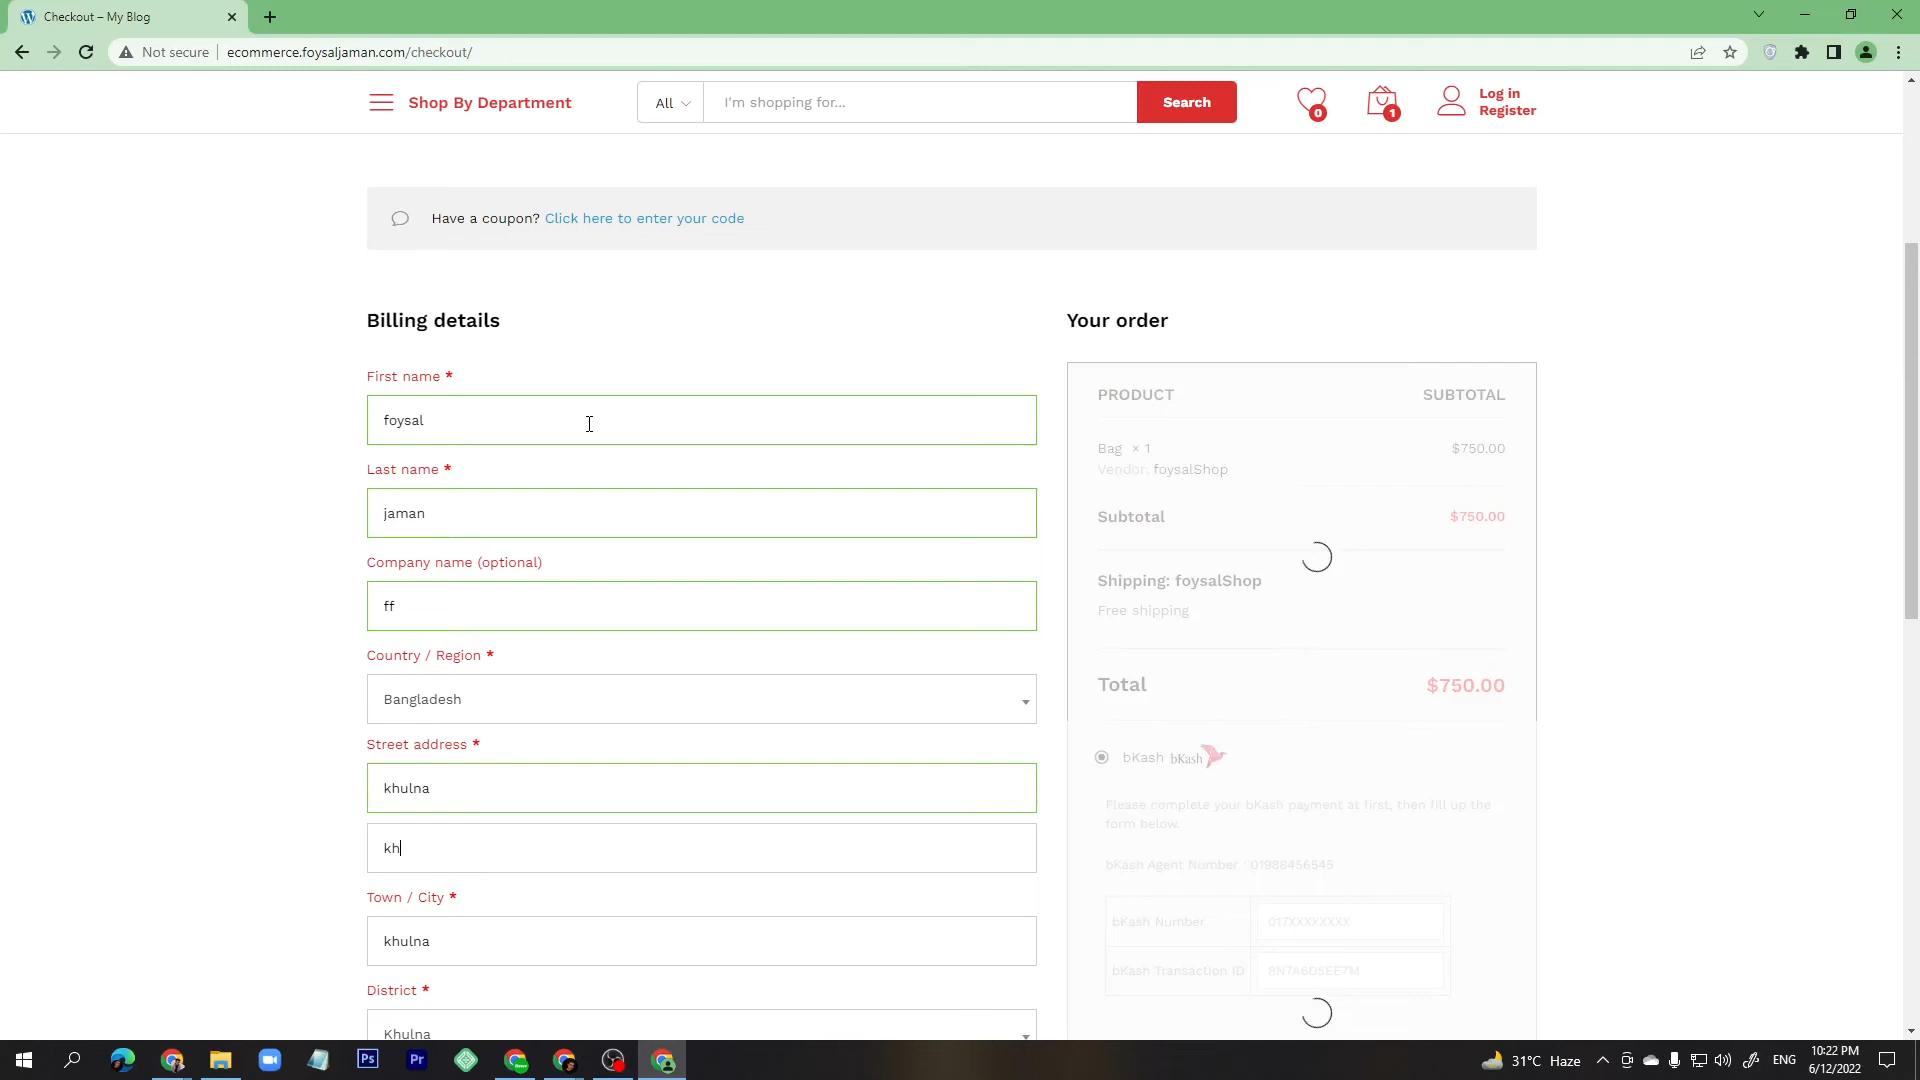 Checkout – My Blog
Not secure
ecommerce.foysaljaman.com/checkout/
Shop By Department
All
I'm shopping for...
Search
0
1
Log in
Register
Have a coupon? Click here to enter your code
Billing details
Your order
First name *
foysal
Last name *
jaman
Company name (optional)
ff
Country / Region *
Bangladesh
Street address *
khulna
kh
Town / City *
khulna
District *
Khulna
PRODUCT SUBTOTAL
Bag × 1 $750.00
Vendor: foysalShop
Subtotal $750.00
Shipping: foysalShop
Free shipping
Total $750.00
bKash bKash
Please complete your bKash payment at first, then fill up the
form below.
bKash Agent Number : 01988456545
bKash Number 017XXXXXXXX
bKash Transaction ID 8N7A6D5EE7M
Ps
Pr
31°C Haze
ENG
10:22 PM
6/12/2022